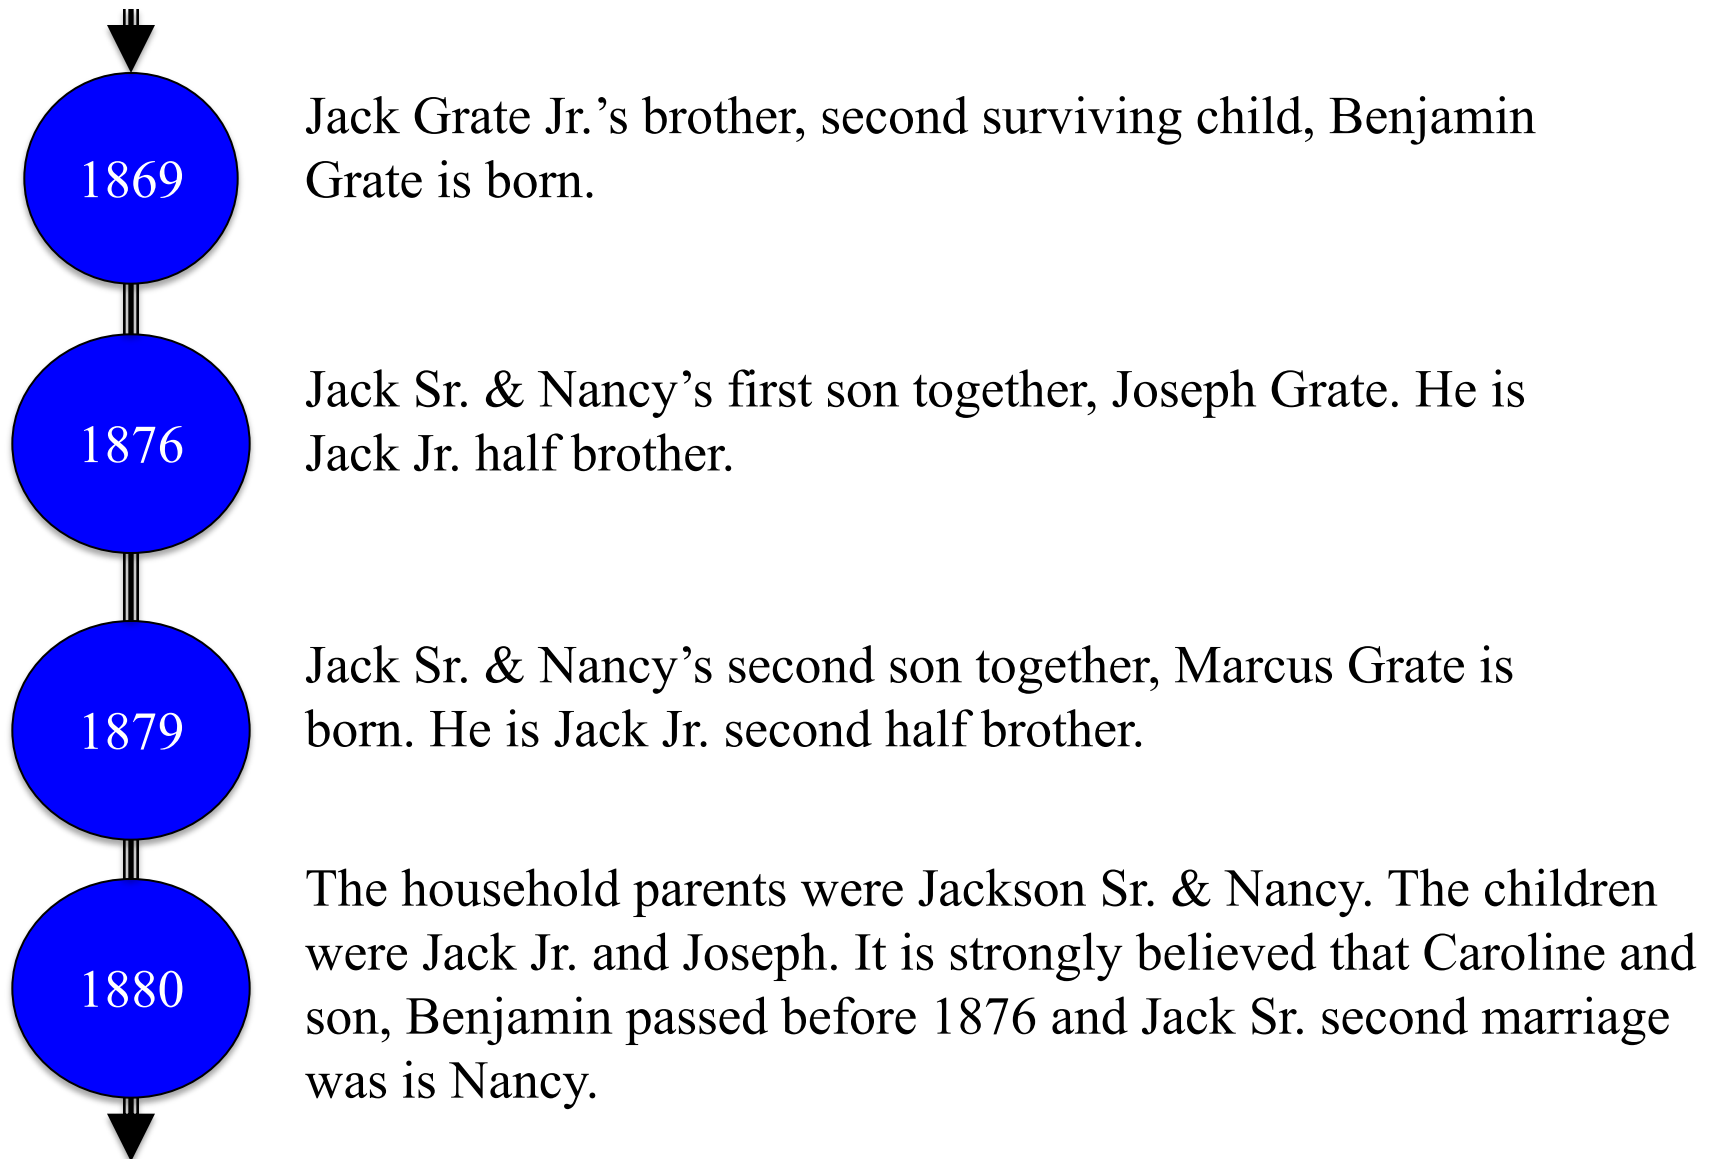 1869
Jack Grate Jr.’s brother, second surviving child, Benjamin
Grate is born.
1876
Jack Sr. & Nancy’s first son together, Joseph Grate. He is
Jack Jr. half brother.
1879
Jack Sr. & Nancy’s second son together, Marcus Grate is
born. He is Jack Jr. second half brother.
1880
The household parents were Jackson Sr. & Nancy. The children
were Jack Jr. and Joseph. It is strongly believed that Caroline and
son, Benjamin passed before 1876 and Jack Sr. second marriage
was is Nancy.